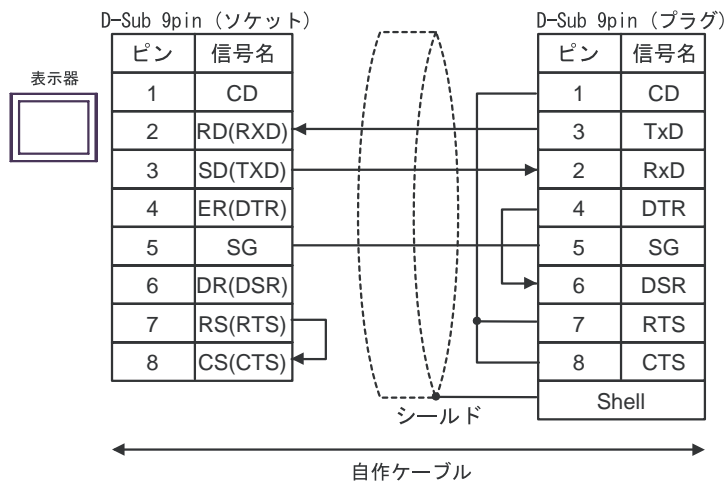 D-Sub 9pin (ソケット)
D-Sub 9pin (プラグ)
表示器
ピン 信号名
1 CD
2 RD(RXD)
3 SD(TXD)
4 ER(DTR)
5 SG
6 DR(DSR)
7 RS(RTS)
8 CS(CTS)
ピン 信号名
1 CD
3 TxD
2 RxD
4 DTR
5 SG
6 DSR
7 RTS
8 CTS
Shell
シールド
自作ケーブル